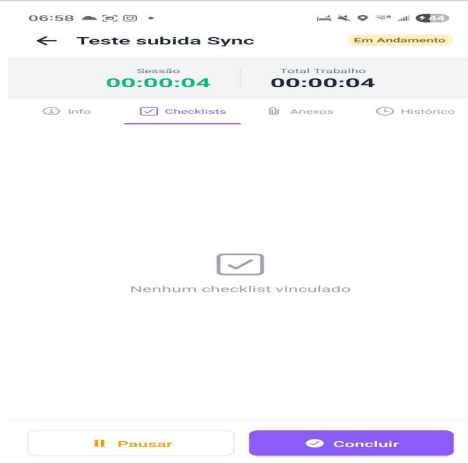 06:58 44
Teste subida Sync Em Andamento
Sessão Total Trabalho
00:00:04 00:00:04
Info Checklists Anexos Histórico
Nenhum checklist vinculado
Pausar Concluir